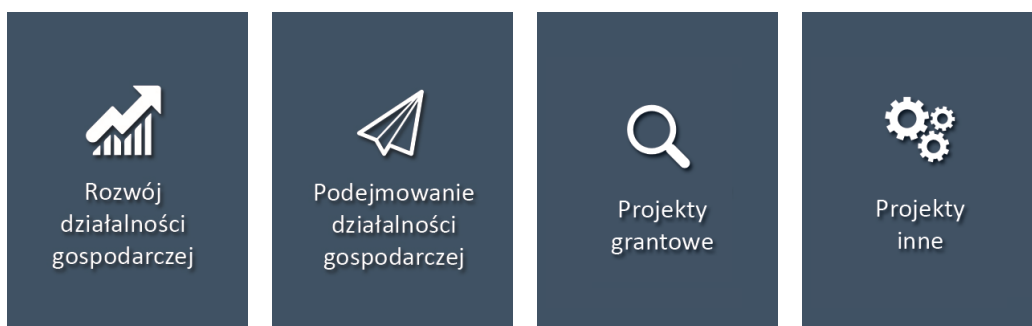 Rozwój
działalności
gospodarczej
Podejmowanie
działalności
gospodarczej
Projekty
grantowe
Projekty
inne